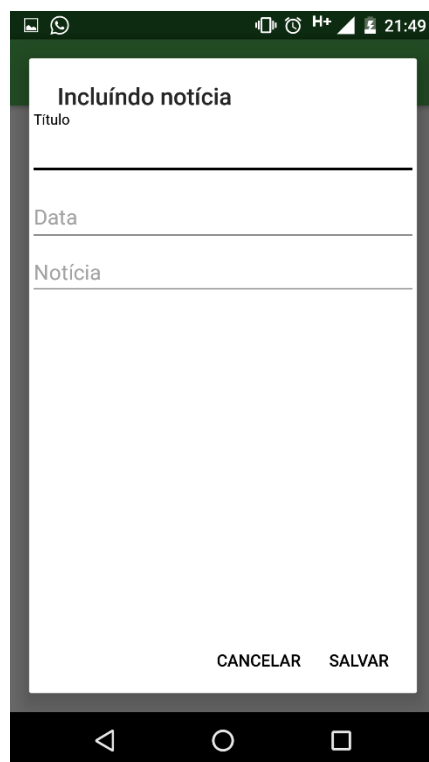 H+ 21:49
Incluíndo notícia
Título
Data
Notícia
CANCELAR SALVAR